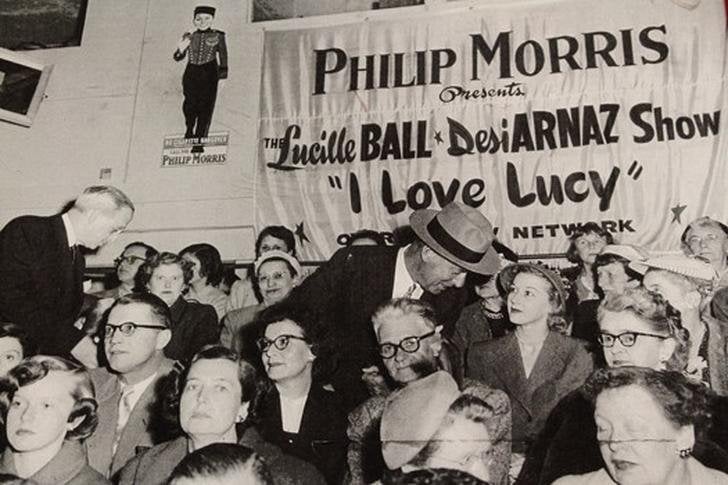 PHILIP MORRIS
Presents
THE Lucille BALL * Desi ARNAZ Show
"I Love Lucy"
NETWORK
PHILIP MORRIS